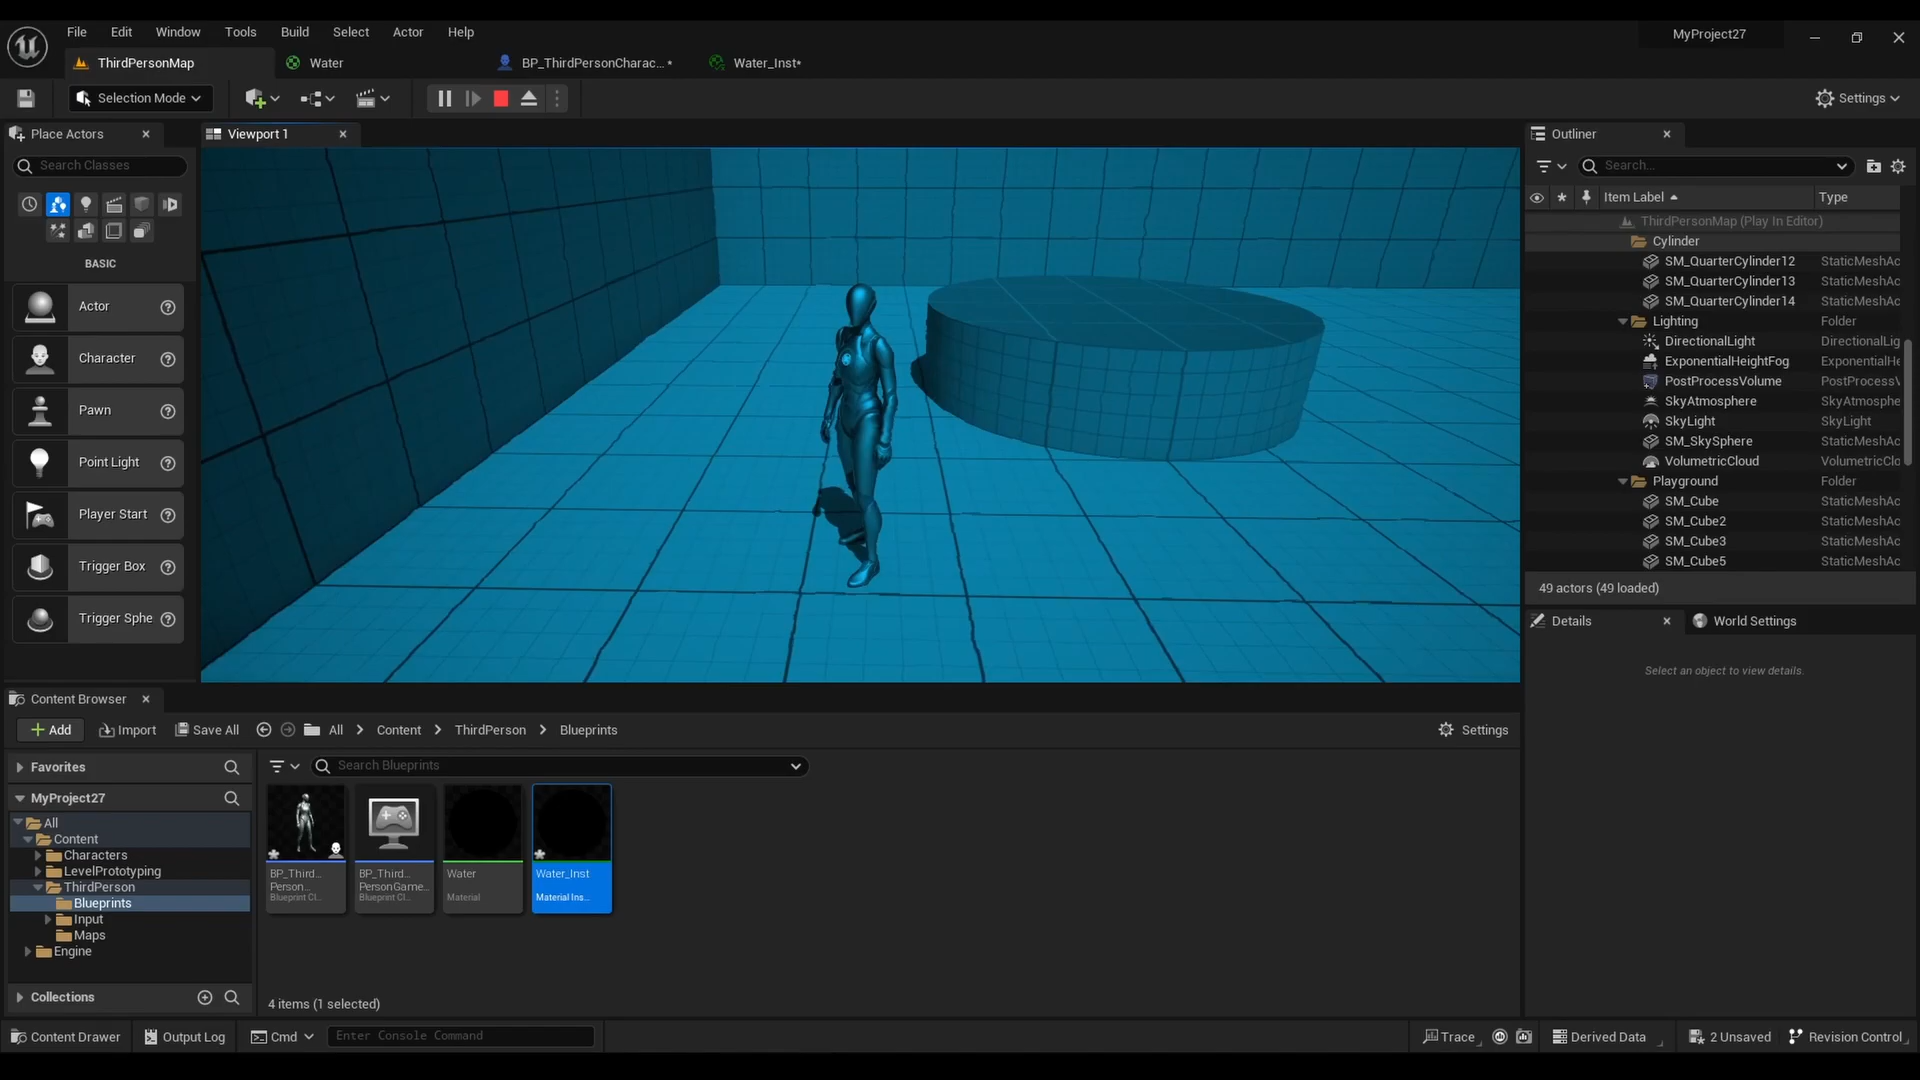 File Edit Window Tools Build Select Actor Help
MyProject27
ThirdPersonMap
Water
BP_ThirdPersonCharac... *
Water_Inst*
Selection Mode
Settings
Place Actors
Search Classes
BASIC
Actor
Character
Pawn
Point Light
Player Start
Trigger Box
Trigger Sphe
Viewport 1
Outliner
Search...
Item Label Type
ThirdPersonMap (Play In Editor)
Cylinder
SM_QuarterCylinder12 StaticMeshAc
SM_QuarterCylinder13 StaticMeshAc
SM_QuarterCylinder14 StaticMeshAc
Lighting Folder
DirectionalLight DirectionalLig
ExponentialHeightFog ExponentialHe
PostProcessVolume PostProcessV
SkyAtmosphere SkyAtmosphe
SkyLight SkyLight
SM_SkySphere StaticMeshAc
VolumetricCloud VolumetricClo
Playground Folder
SM_Cube StaticMeshAc
SM_Cube2 StaticMeshAc
SM_Cube3 StaticMeshAc
SM_Cube5 StaticMeshAc
49 actors (49 loaded)
Details
World Settings
Select an object to view details.
Content Browser
Add Import Save All All Content ThirdPerson Blueprints Settings
Favorites
MyProject27
All
Content
Characters
LevelPrototyping
ThirdPerson
Blueprints
Input
Maps
Engine
Collections
Search Blueprints
BP_Third...
Person...
Blueprint Cl...
BP_Third...
PersonGame...
Blueprint Cl...
Water
Material
Water_Inst
Material Ins...
4 items (1 selected)
Content Drawer Output Log Cmd Enter Console Command Trace Derived Data 2 Unsaved Revision Control